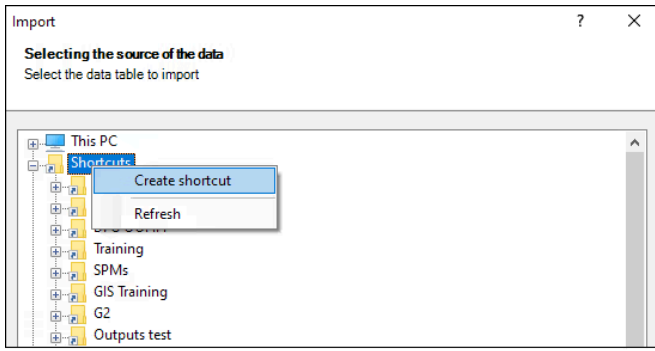 Import
?
Selecting the source of the data
Select the data table to import
This PC
Shortcuts
Create shortcut
Refresh
Training
SPMs
GIS Training
G2
Outputs test